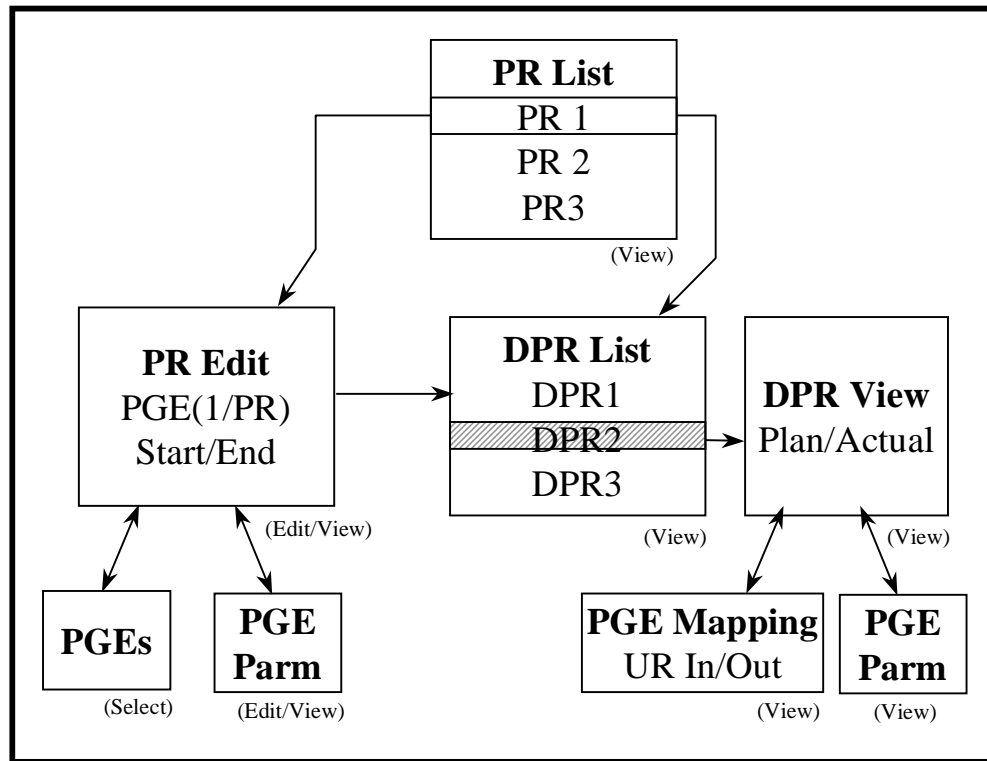 PR List
PR 1
PR 2
PR3
(View)
PR Edit
PGE(1/PR)
Start/End
(Edit/View)
DPR List
DPR1
DPR2
DPR3
(View)
DPR View
Plan/Actual
(View)
PGEs
(Select)
PGE
Parm
(Edit/View)
PGE Mapping
UR In/Out
(View)
PGE
Parm
(View)